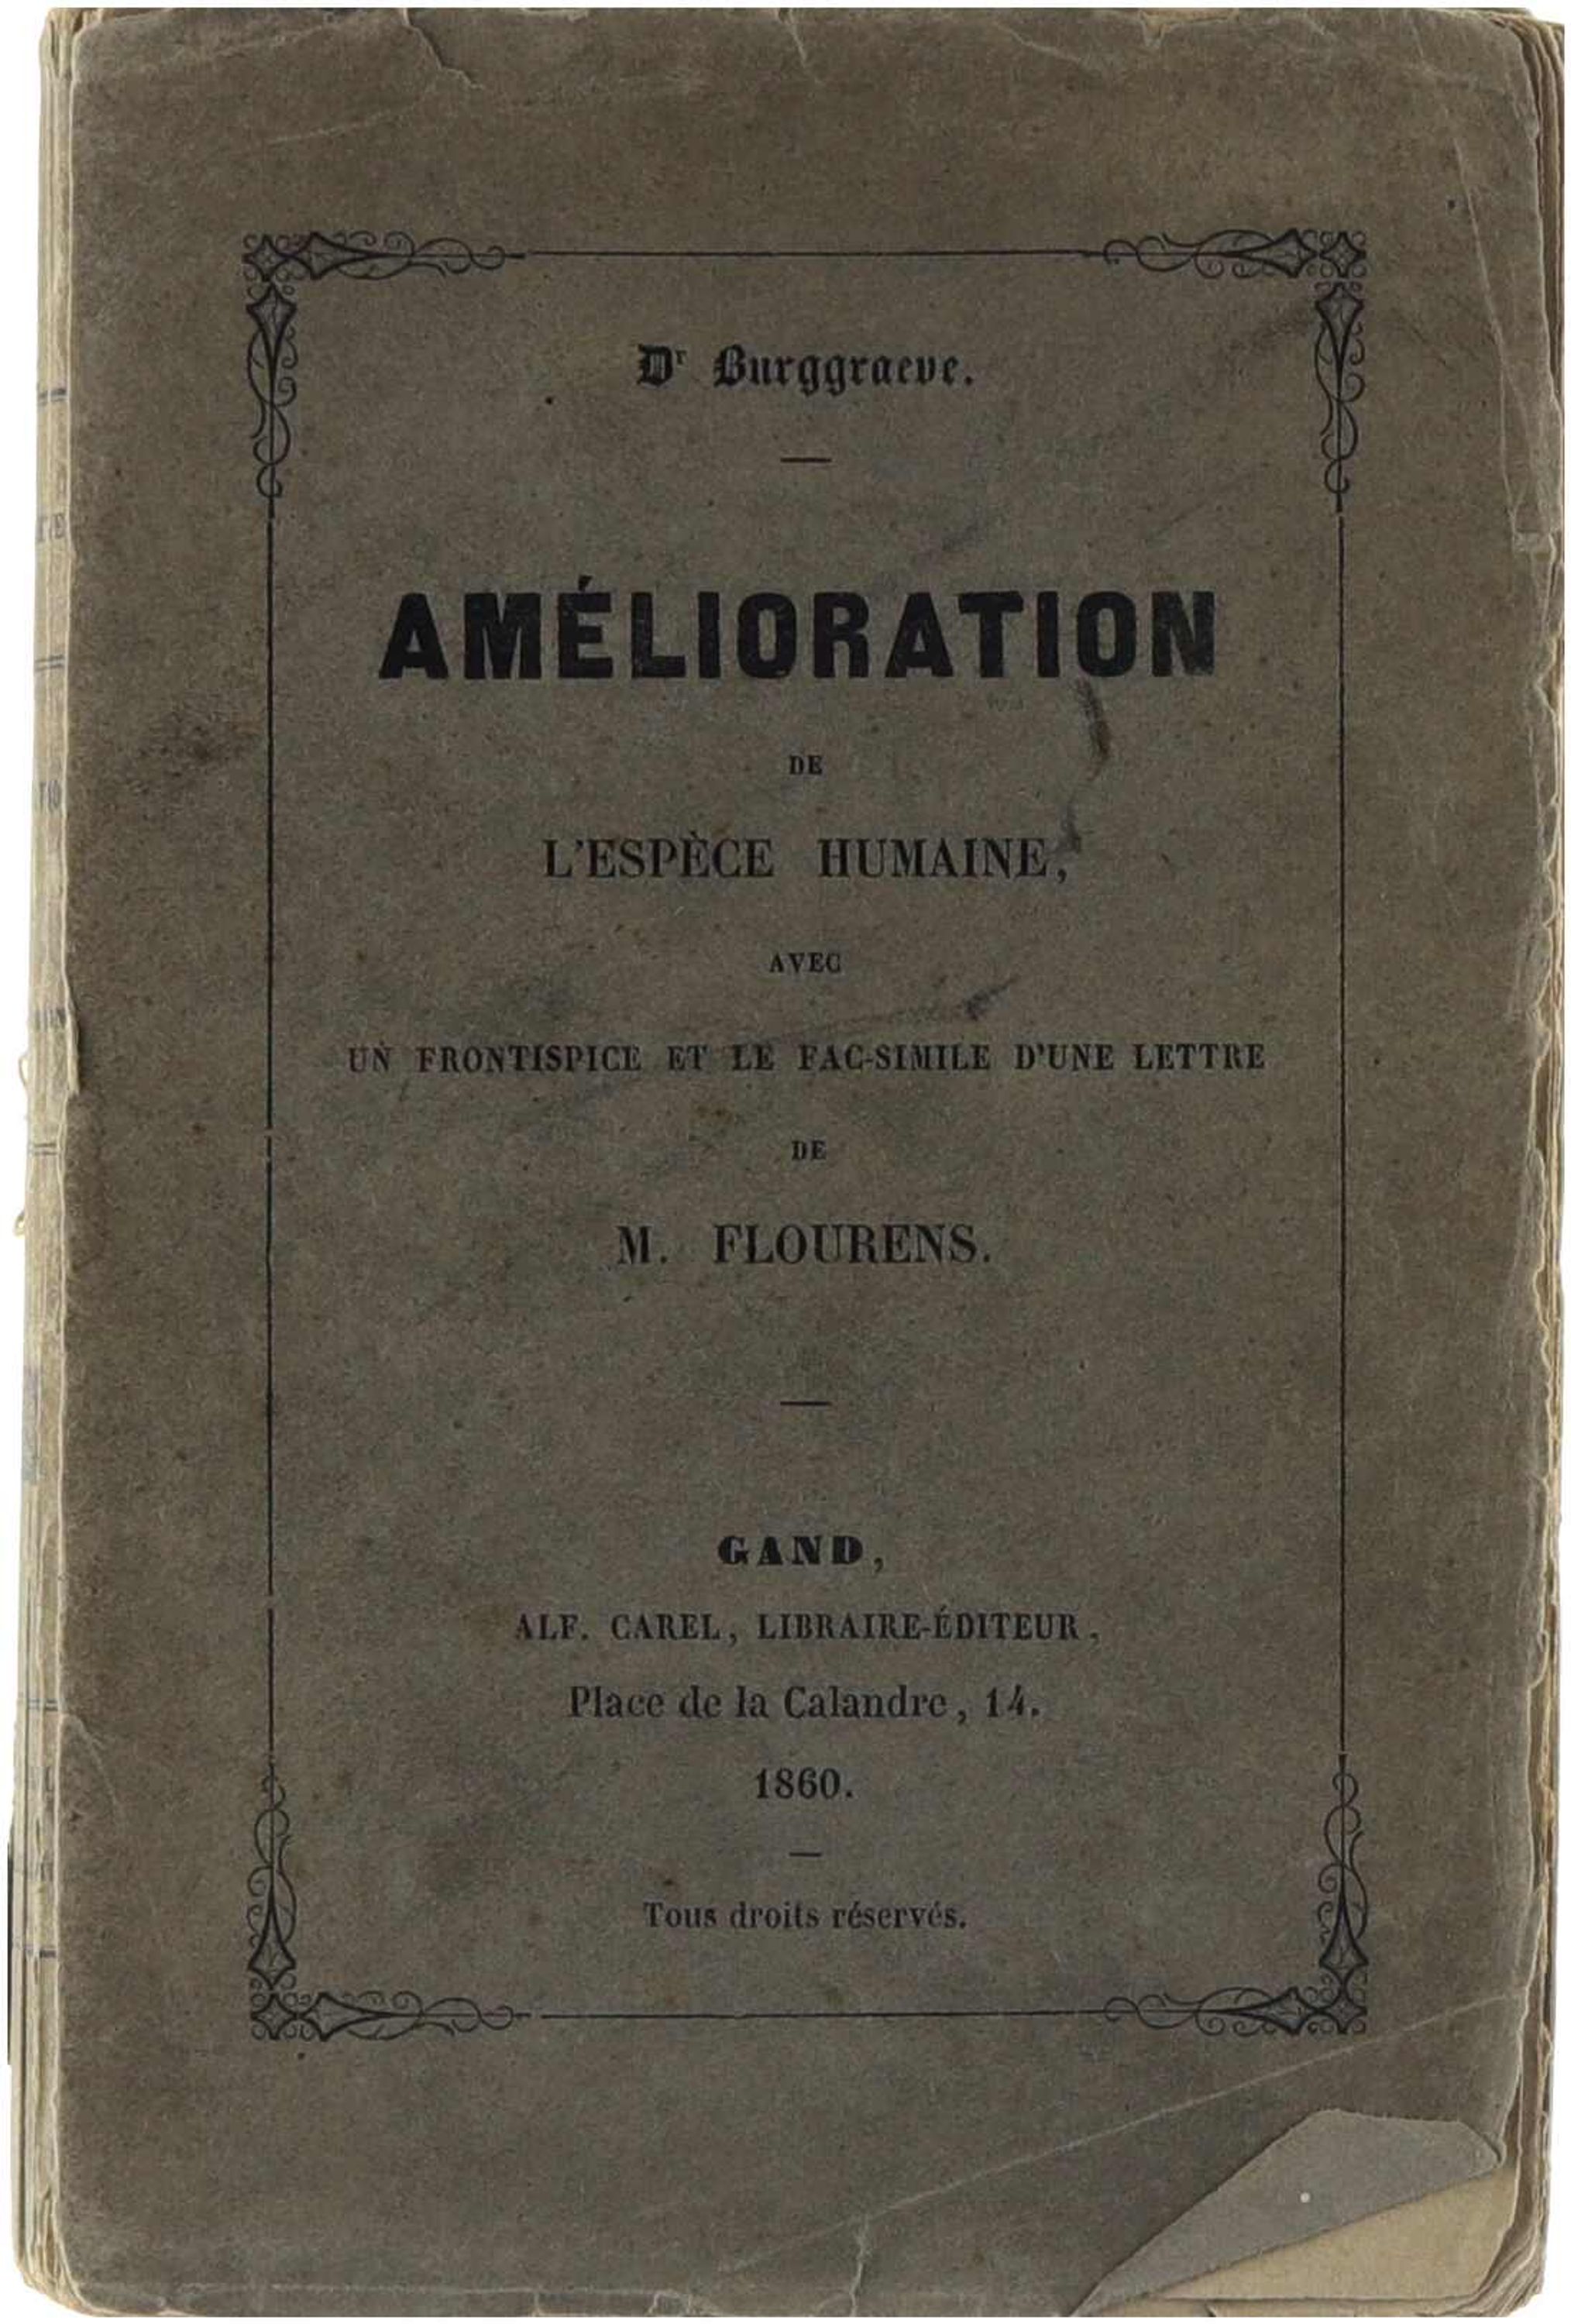 Dr Burggraeve.
AMÉLIORATION
DE
L'ESPÈCE HUMAINE,
AVEC
UN FRONTISPICE ET LE FAC-SIMILE D'UNE LETTRE
DE
M. FLOURENS.
GAND,
ALF. CAREL, LIBRAIRE-ÉDITEUR,
Place de la Calandre, 14.
1860.
Tous droits réservés.